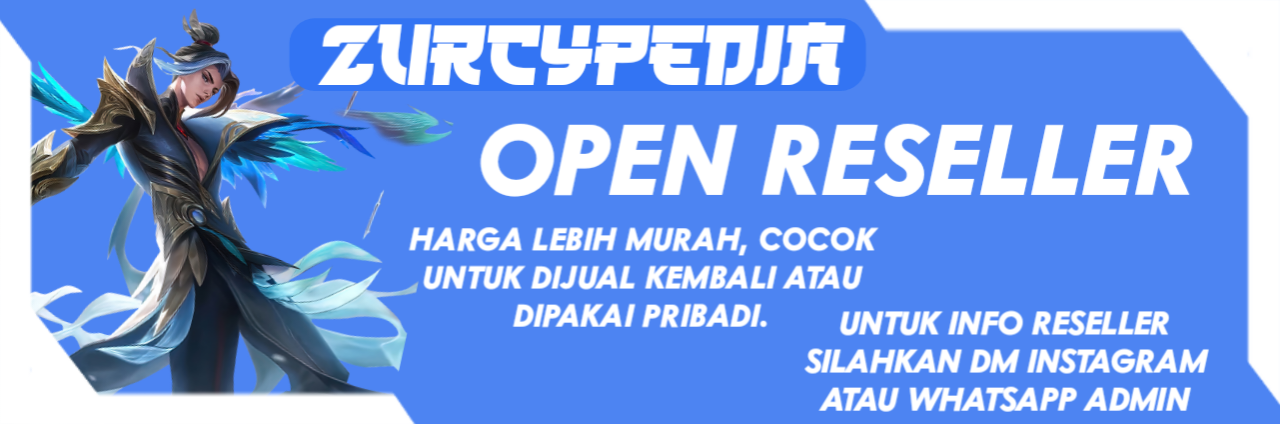 ZURCYPEDIA
OPEN RESELLER
HARGA LEBIH MURAH, COCOK
UNTUK DIJUAL KEMBALI ATAU
DIPAKAI PRIBADI.
UNTUK INFO RESELLER
SILAHKAN DM INSTAGRAM
ATAU WHATSAPP ADMIN